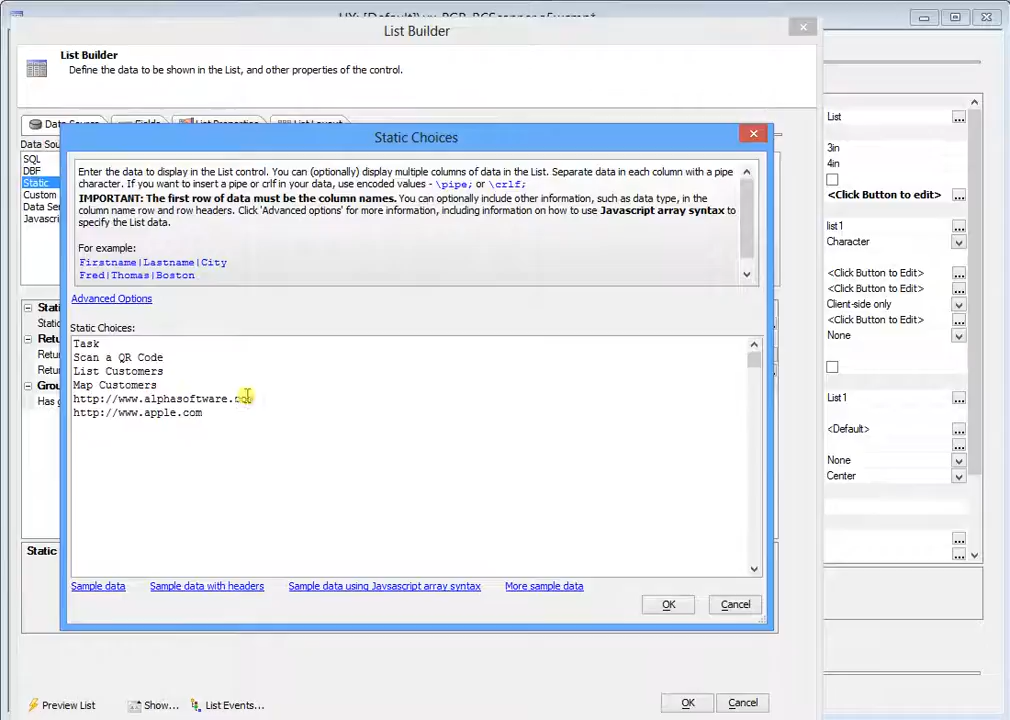 List Builder
List Builder
Define the data to be shown in the List, and other properties of the control.
Fields
List Properties
List Layout
SQL
DBF
Static
Custom
Static Choices
Enter the data to display in the List control. You can (optionally) display multiple columns of data in the List. Separate data in each column with a pipe
character. If you want to insert a pipe or crlf in your data, use encoded values - \pipe; or \crlf;
IMPORTANT: The first row of data must be the column names. You can optionally include other information, such as data type, in the
column name row and row headers. Click 'Advanced options' for more information, including information on how to use Javascript array syntax to
specify the List data.
For example:
Firstname|Lastname|City
Fred|Thomas|Boston
Advanced Options
Static Choices:
Task
Scan a QR Code
List Customers
Map Customers
http://www.alphasoftware.com
http://www.apple.com
Sample data
Sample data with headers
Sample data using Javsascript array syntax
More sample data
OK
Cancel
Static
Preview List
Show...
List Events...
OK
Cancel
List
3in
4in
<Click Button to edit>
list1
Character
<Click Button to Edit>
<Click Button to Edit>
Client-side only
<Click Button to Edit>
None
List1
<Default>
None
Center